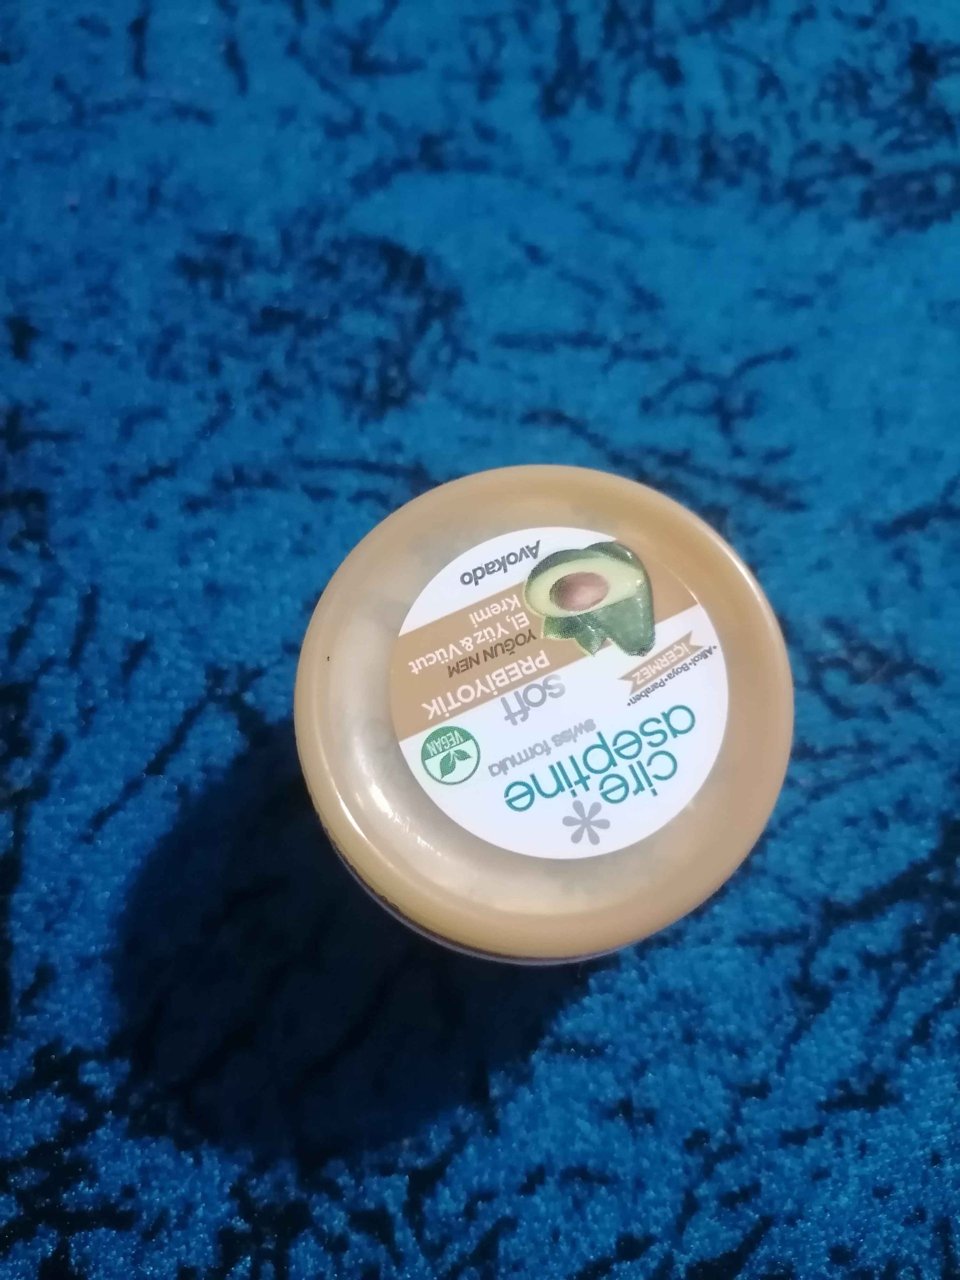 cire
aseptine
swiss formula
soft
VEGAN
PREBİYOTİK
YOĞUN NEM
El, Yüz & Vücut
Kremi
Avokado
•Alkol•Boya•Paraben•
İÇERMEZ